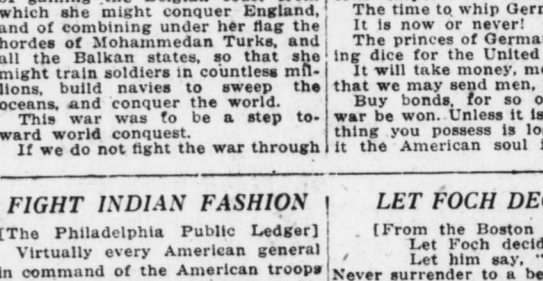 which she might conquer England,
and of combining under her flag the
hordes of Mohammedan Turks, and
all the Balkan states, so that she
might train soldiers in countless mil-
lions, build navies to sweep the
oceans, and conquer the world.
This war was to be a step to-
ward world conquest.
If we do not fight the war through
FIGHT INDIAN FASHION
[The Philadelphia Public Ledger]
Virtually every American general
in command of the American troops
The time to whip Ger
It is now or never!
The princes of Germa
ing dice for the United
It will take money, m
that we may send men,
Buy bonds, for so
war be won. Unless it is
thing you possess is lo
it the American soul
LET FOCH DE
[From the Boston
Let Foch decid
Let him say, "
Never surrender to a be